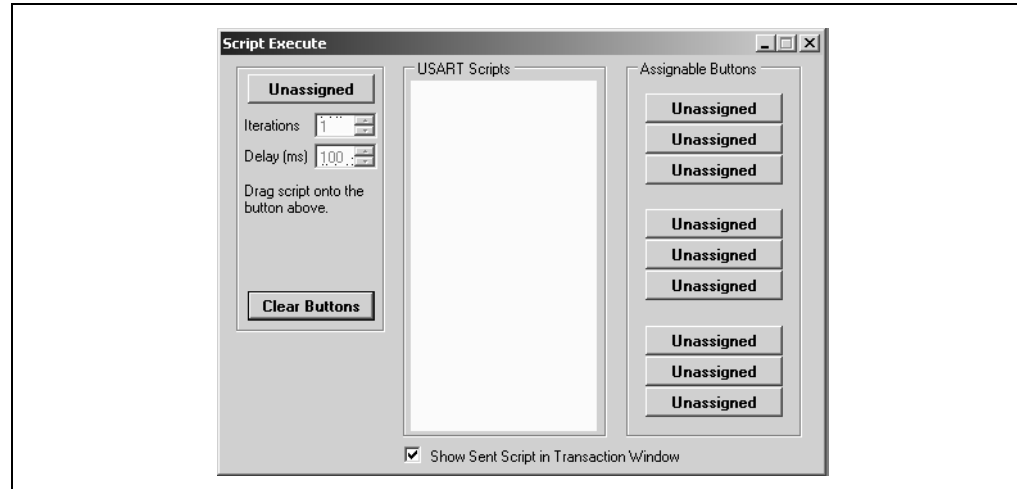 Script Execute
Unassigned
Iterations 1
Delay (ms) 100
Drag script onto the
button above.
Clear Buttons
USART Scripts
Assignable Buttons
Unassigned
Unassigned
Unassigned
Unassigned
Unassigned
Unassigned
Unassigned
Unassigned
Unassigned
Show Sent Script in Transaction Window